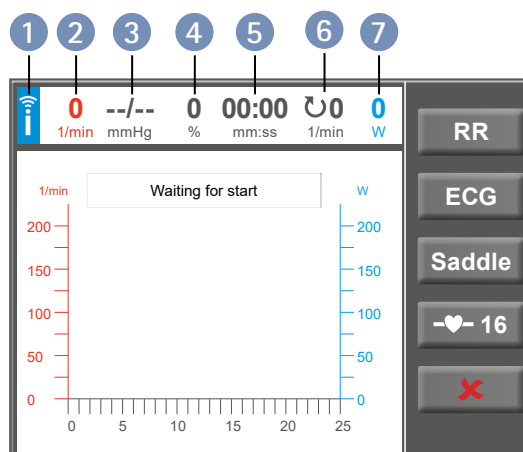 1 2 3 4 5 6 7
0 --/-- 0 00:00 0 0
1/min mmHg % mm:ss 1/min W
RR
ECG
Saddle
16
1/min Waiting for start W
200 200
150 150
100 100
50 50
0 0
0 5 10 15 20 25